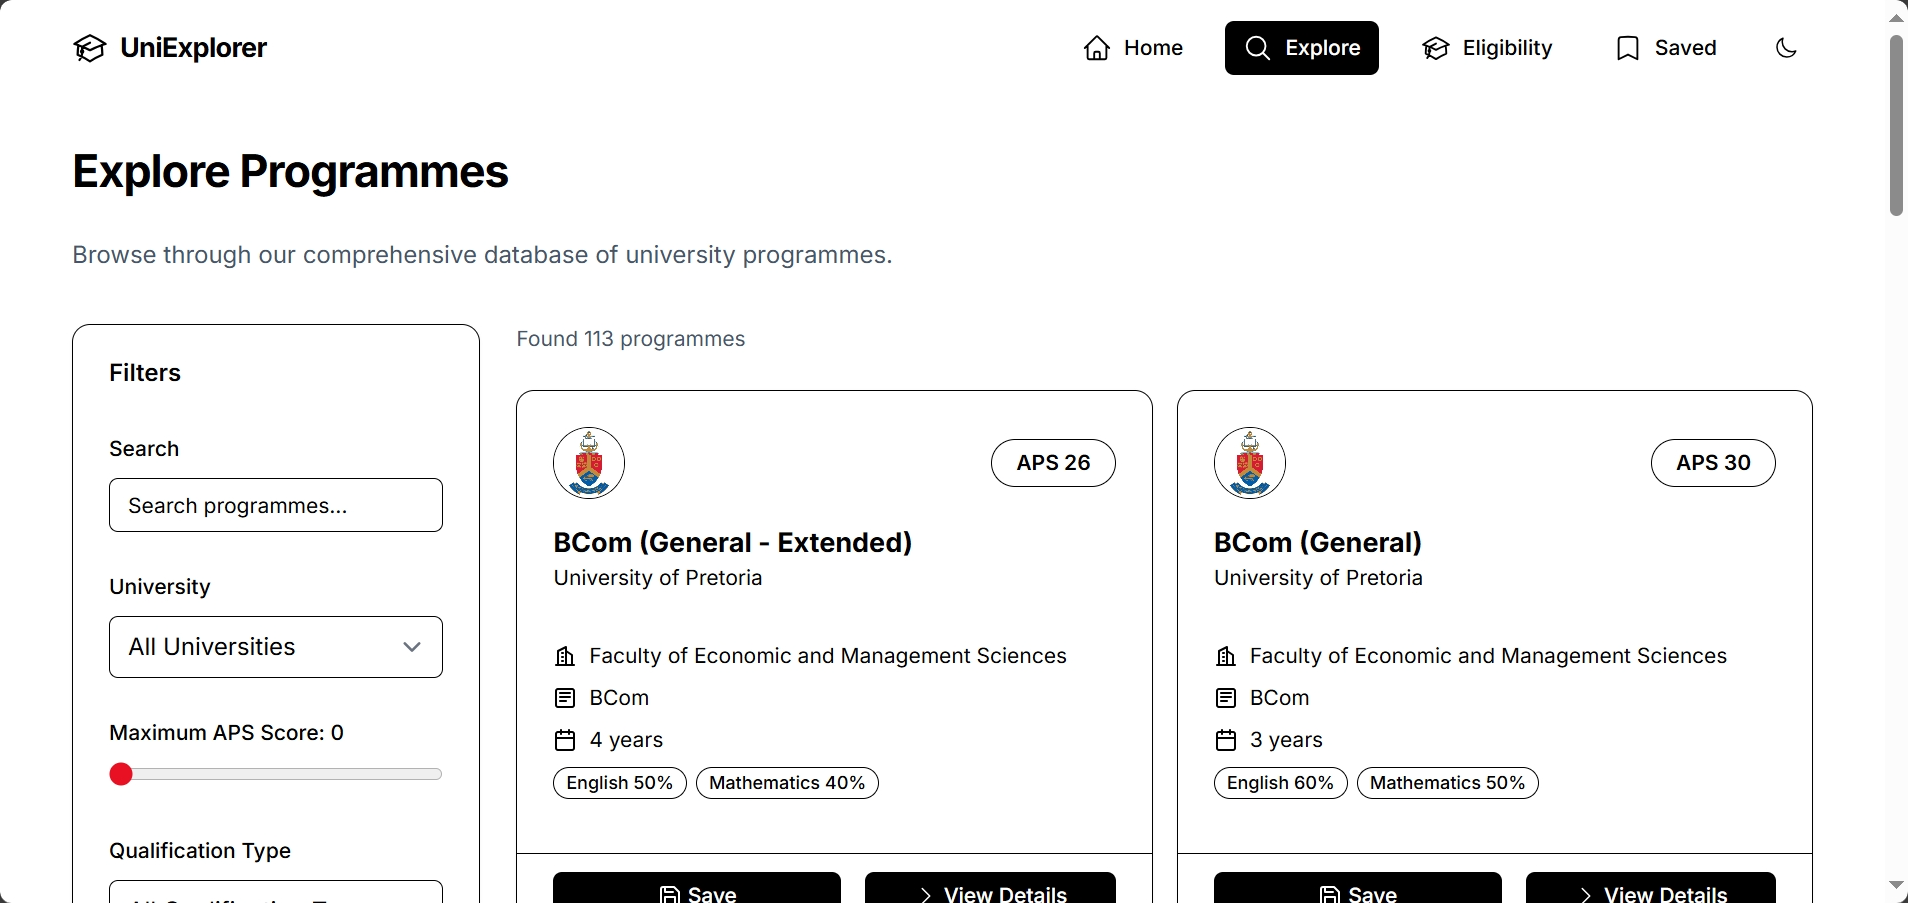 UniExplorer
Home
Explore
Eligibility
Saved
Explore Programmes
Browse through our comprehensive database of university programmes.
Filters
Search
Search programmes...
University
All Universities
Maximum APS Score: 0
Qualification Type
Found 113 programmes
APS 26
BCom (General - Extended)
University of Pretoria
Faculty of Economic and Management Sciences
BCom
4 years
English 50% Mathematics 40%
Save
View Details
APS 30
BCom (General)
University of Pretoria
Faculty of Economic and Management Sciences
BCom
3 years
English 60% Mathematics 50%
Save
View Details